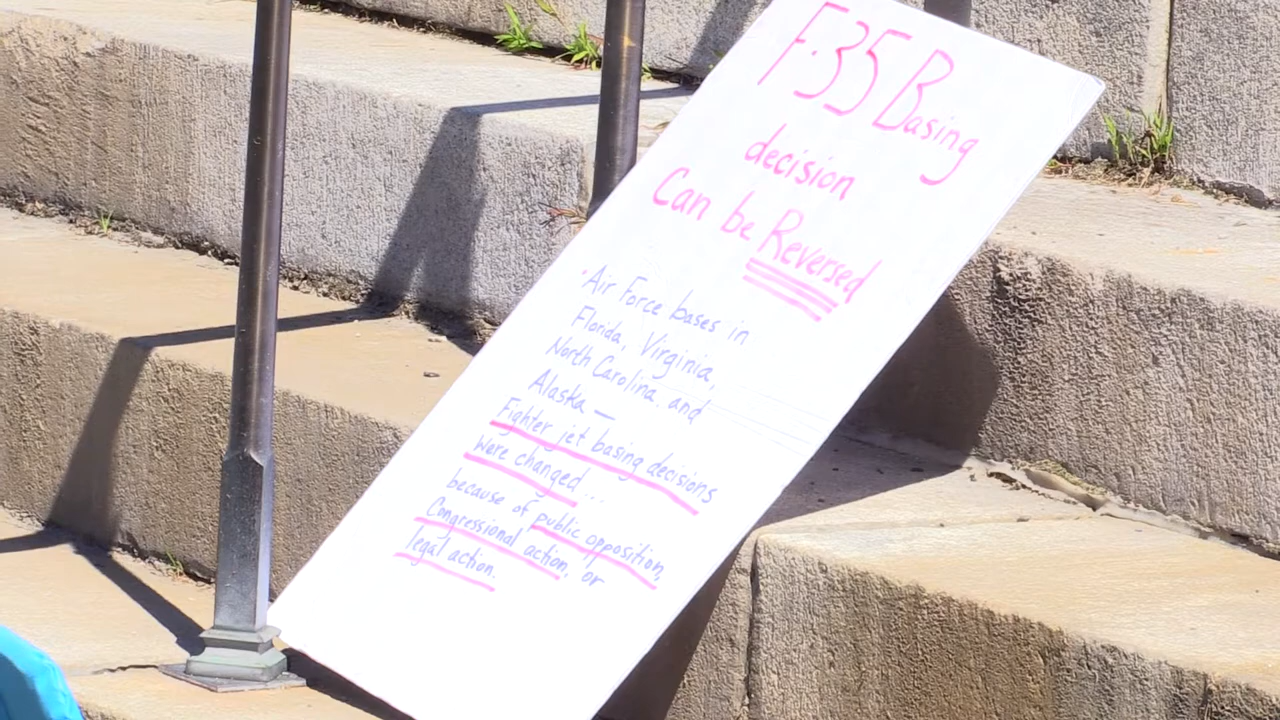 F-35 Basing
decision
Can be Reversed
· Air Force bases in
Florida, Virginia,
North Carolina and
Alaska —
Fighter jet basing decisions
were changed...
because of public opposition,
Congressional action, or
legal action.